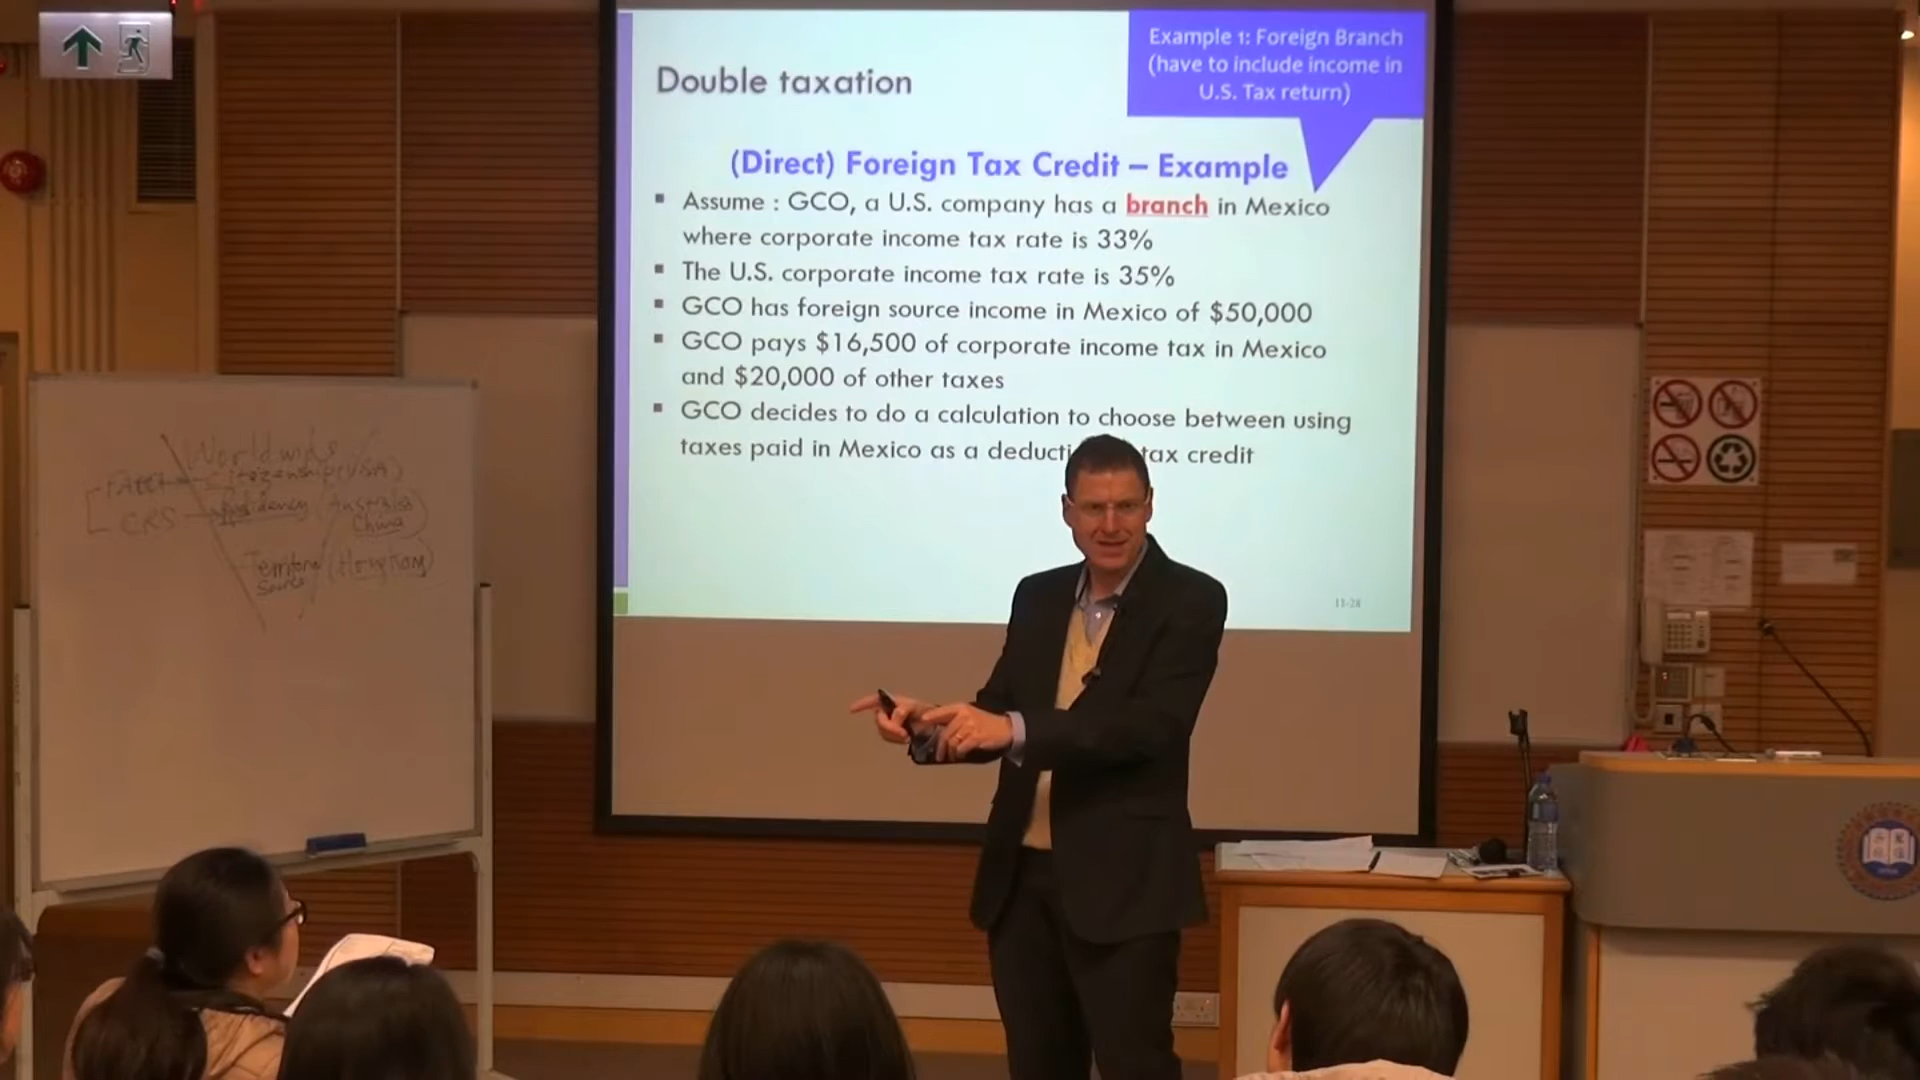 Example 1: Foreign Branch
(have to include income in
U.S. Tax return)
Double taxation
(Direct) Foreign Tax Credit – Example
Assume : GCO, a U.S. company has a branch in Mexico
where corporate income tax rate is 33%
The U.S. corporate income tax rate is 35%
GCO has foreign source income in Mexico of $50,000
GCO pays $16,500 of corporate income tax in Mexico
and $20,000 of other taxes
GCO decides to do a calculation to choose between using
taxes paid in Mexico as a deducti tax credit
11-28
CRS (Australia
China)
(Hong Kong)